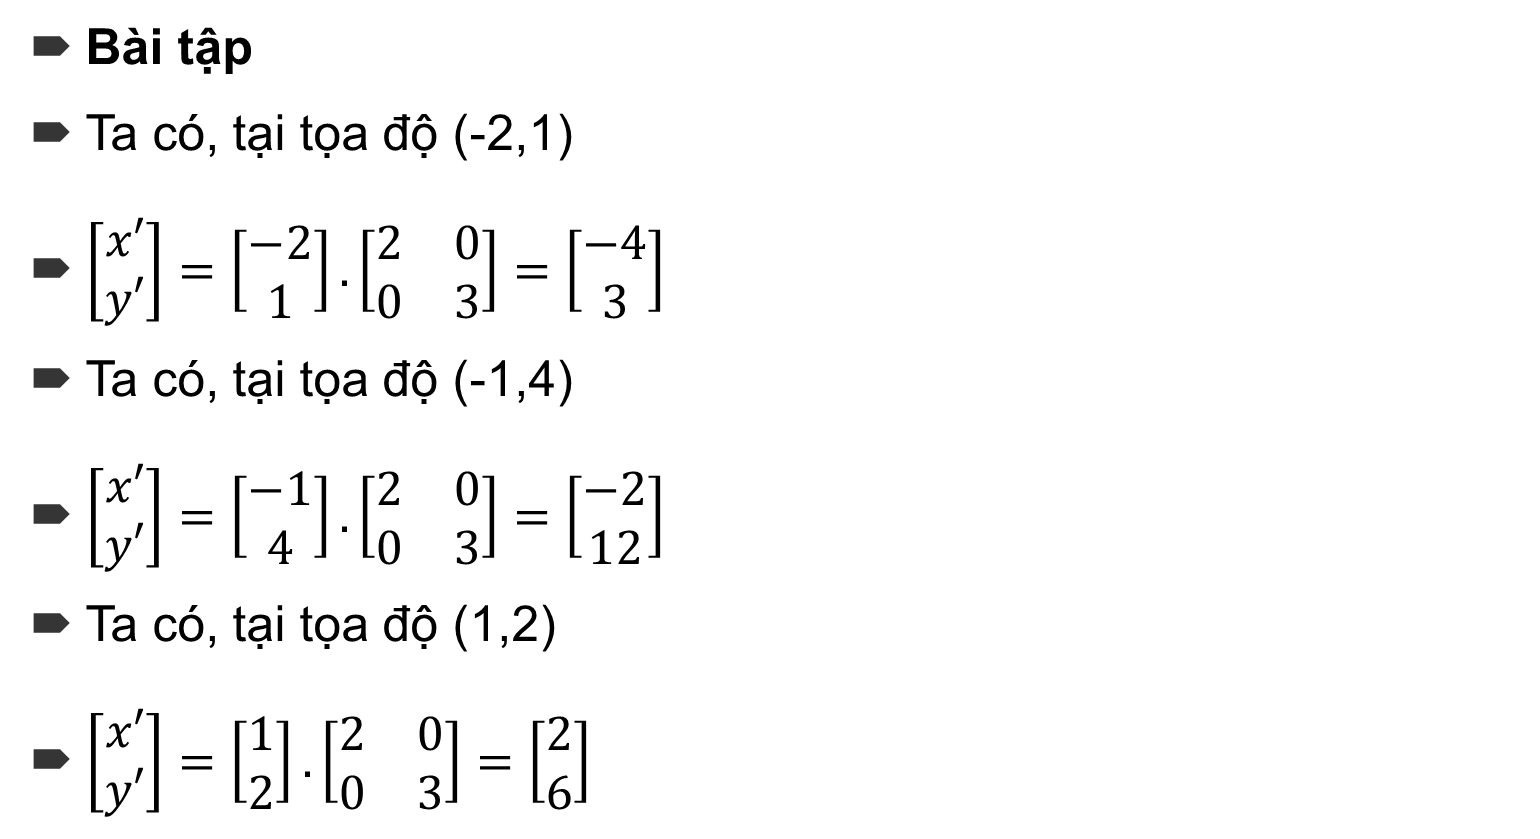 Bài tập
Ta có, tại tọa độ (-2,1)
[x′ y′] = [−2 1] . [2 0 0 3] = [−4 3]
Ta có, tại tọa độ (-1,4)
[x′ y′] = [−1 4] . [2 0 0 3] = [−2 12]
Ta có, tại tọa độ (1,2)
[x′ y′] = [1 2] . [2 0 0 3] = [2 6]